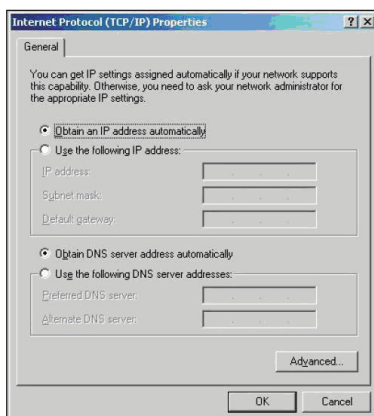 Internet Protocol (TCP/IP) Properties
General
You can get IP settings assigned automatically if your network supports
this capability. Otherwise, you need to ask your network administrator for
the appropriate IP settings.
Obtain an IP address automatically
Use the following IP address:
IP address:
Subnet mask:
Default gateway:
Obtain DNS server address automatically
Use the following DNS server addresses:
Preferred DNS server:
Alternate DNS server:
Advanced...
OK Cancel